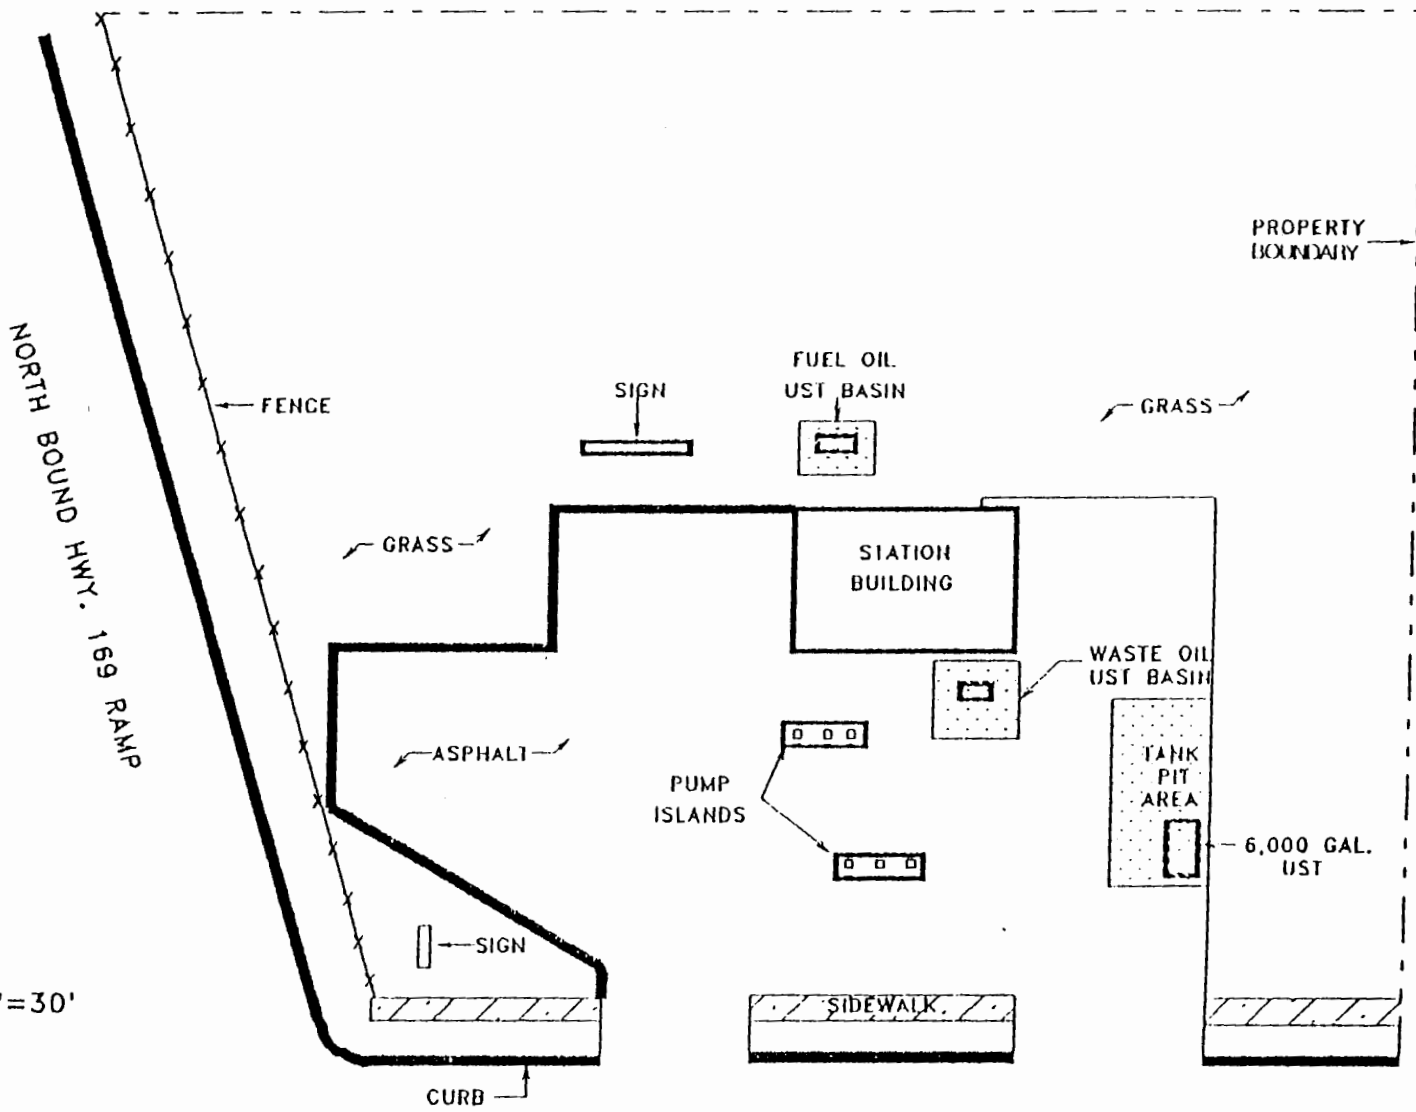 PROPERTY
BOUNDARY
NORTH BOUND HWY. 169 RAMP
FENCE
SIGN
FUEL OIL
UST BASIN
GRASS
GRASS
STATION
BUILDING
WASTE OIL
UST BASIN
ASPHALT
PUMP
ISLANDS
TANK
PIT
AREA
6,000 GAL.
UST
SIGN
=30'
SIDEWALK
CURB